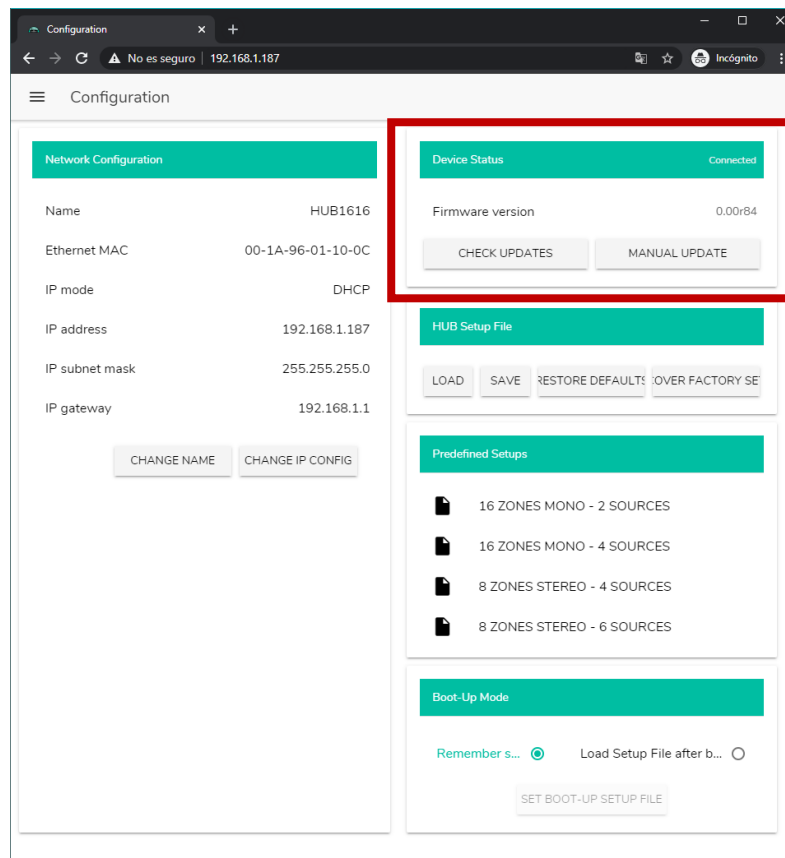 Configuration
No es seguro | 192.168.1.187
Incógnito
Configuration
Network Configuration
Name HUB1616
Ethernet MAC 00-1A-96-01-10-0C
IP mode DHCP
IP address 192.168.1.187
IP subnet mask 255.255.255.0
IP gateway 192.168.1.1
CHANGE NAME CHANGE IP CONFIG
Device Status Connected
Firmware version 0.00r84
CHECK UPDATES MANUAL UPDATE
HUB Setup File
LOAD SAVE RESTORE DEFAULTS OVER FACTORY SE
Predefined Setups
16 ZONES MONO - 2 SOURCES
16 ZONES MONO - 4 SOURCES
8 ZONES STEREO - 4 SOURCES
8 ZONES STEREO - 6 SOURCES
Boot-Up Mode
Remember s... Load Setup File after b...
SET BOOT-UP SETUP FILE